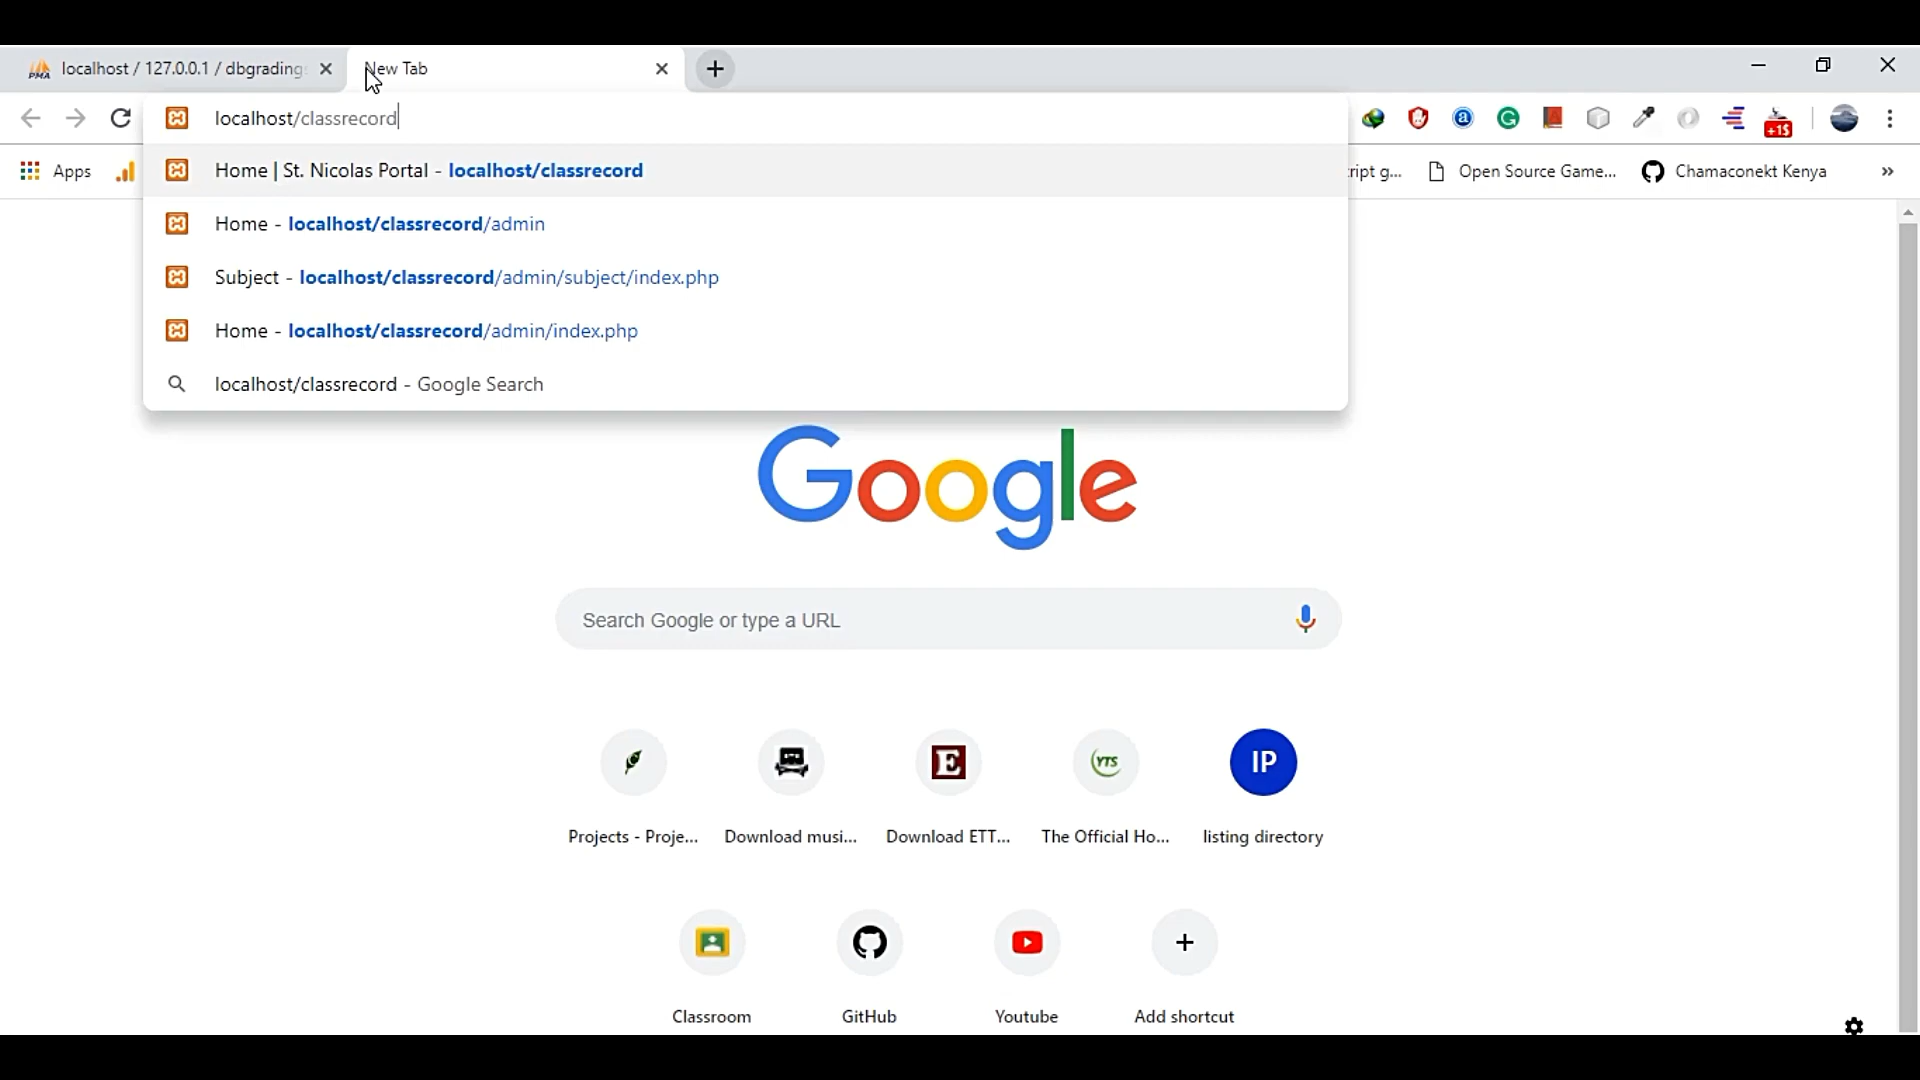 localhost / 127.0.0.1 / dbgrading
New Tab
localhost/classrecord
+1$
Apps
Home | St. Nicolas Portal - localhost/classrecord
ript g...
Open Source Game...
Chamaconekt Kenya
»
Home - localhost/classrecord/admin
Subject - localhost/classrecord/admin/subject/index.php
Home - localhost/classrecord/admin/index.php
localhost/classrecord - Google Search
Google
Search Google or type a URL
E
YTS
IP
Projects - Proje...
Download musi...
Download ETT...
The Official Ho...
listing directory
Classroom
GitHub
Youtube
Add shortcut